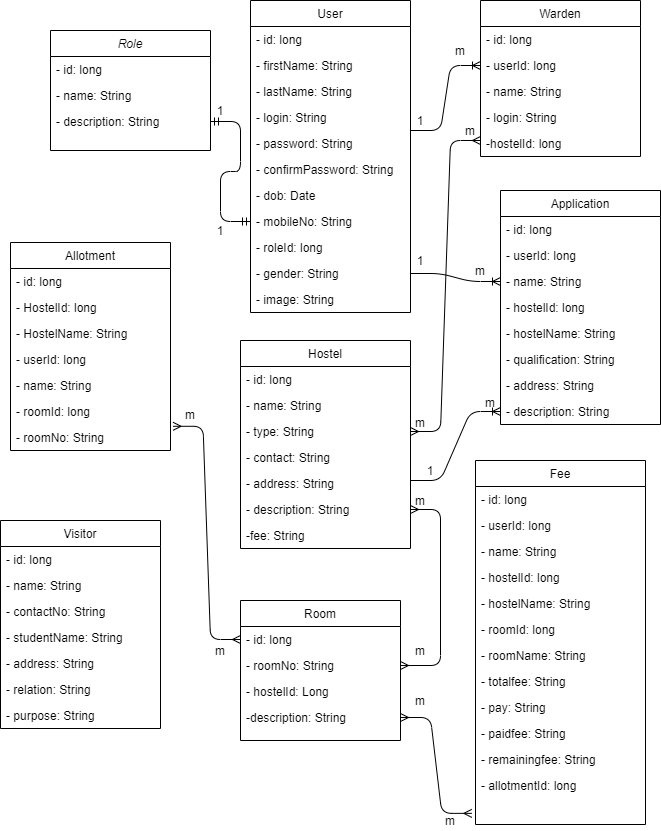 User
- id: long
- firstName: String
- lastName: String
- login: String
- password: String
- confirmPassword: String
- dob: Date
- mobileNo: String
- roleId: long
- gender: String
- image: String
Role
- id: long
- name: String
- description: String
1
1
Warden
- id: long
- userId: long
- name: String
- login: String
-hostelId: long
m
1
m
Application
- id: long
- userId: long
- name: String
- hostelId: long
- hostelName: String
- qualification: String
- address: String
- description: String
1
m
m
1
Allotment
- id: long
- HostelId: long
- HostelName: String
- userId: long
- name: String
- roomId: long
- roomNo: String
m
m
Hostel
- id: long
- name: String
- type: String
- contact: String
- address: String
- description: String
-fee: String
m
m
m
Visitor
- id: long
- name: String
- contactNo: String
- studentName: String
- address: String
- relation: String
- purpose: String
Room
- id: long
- roomNo: String
- hostelId: Long
-description: String
m
m
Fee
- id: long
- userId: long
- name: String
- hostelId: long
- hostelName: String
- roomId: long
- roomName: String
- totalfee: String
- pay: String
- paidfee: String
- remainingfee: String
- allotmentId: long